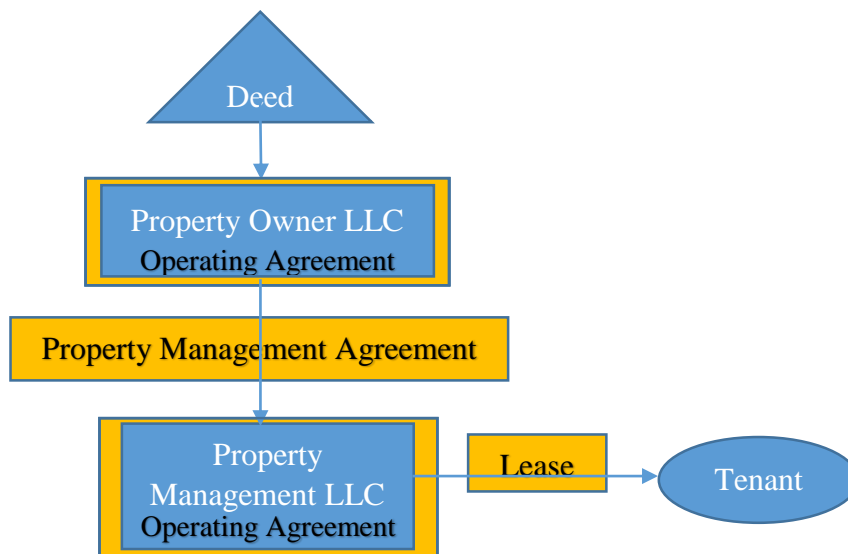 Deed
Property Owner LLC
Operating Agreement
Property Management Agreement
Property
Management LLC
Operating Agreement
Lease
Tenant